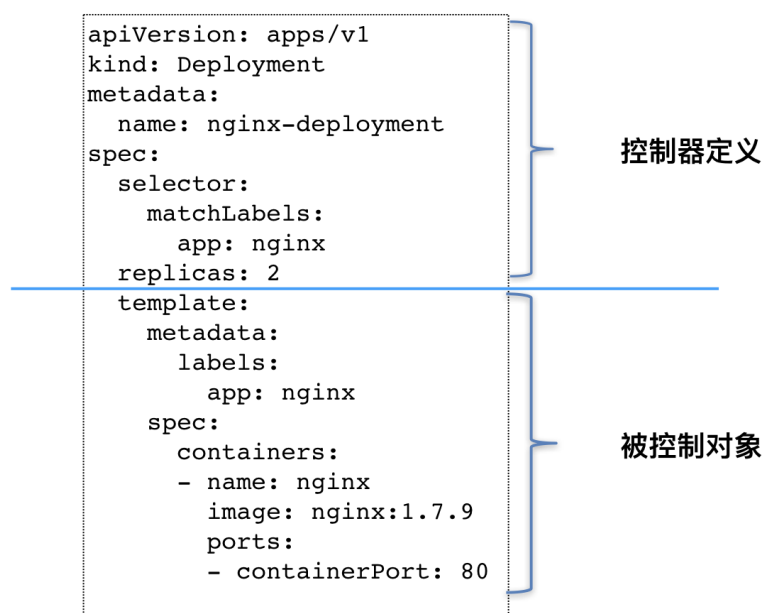 apiVersion: apps/v1
kind: Deployment
metadata:
  name: nginx-deployment
spec:
  selector:
    matchLabels:
      app: nginx
  replicas: 2
控制器定义
  template:
    metadata:
      labels:
        app: nginx
    spec:
      containers:
      - name: nginx
        image: nginx:1.7.9
        ports:
        - containerPort: 80
被控制对象